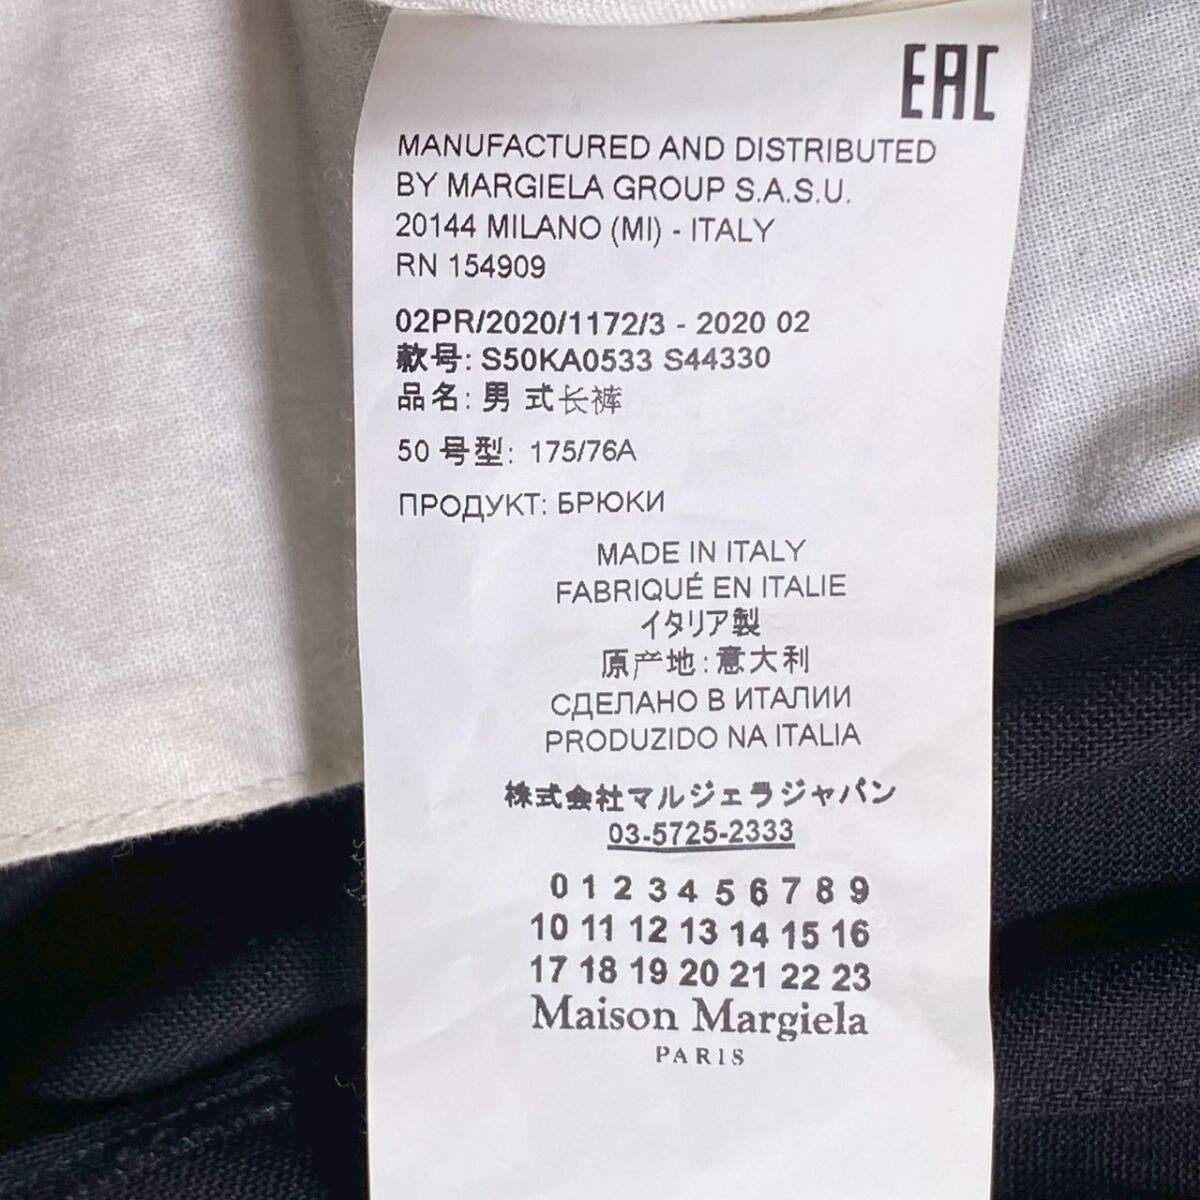 EAC
MANUFACTURED AND DISTRIBUTED
BY MARGIELA GROUP S.A.S.U.
20144 MILANO (MI) - ITALY
RN 154909
02PR/2020/1172/3 - 2020 02
款号: S50KA0533 S44330
品名: 男 式长裤
50 号型: 175/76A
ПРОДУКТ: БРЮКИ
MADE IN ITALY
FABRIQUÉ EN ITALIE
イタリア製
原产地: 意大利
СДЕЛАНО В ИТАЛИИ
PRODUZIDO NA ITALIA
株式会社マルジェラジャパン
03-5725-2333
0 1 2 3 4 5 6 7 8 9
10 11 12 13 14 15 16
17 18 19 20 21 22 23
Maison Margiela
PARIS